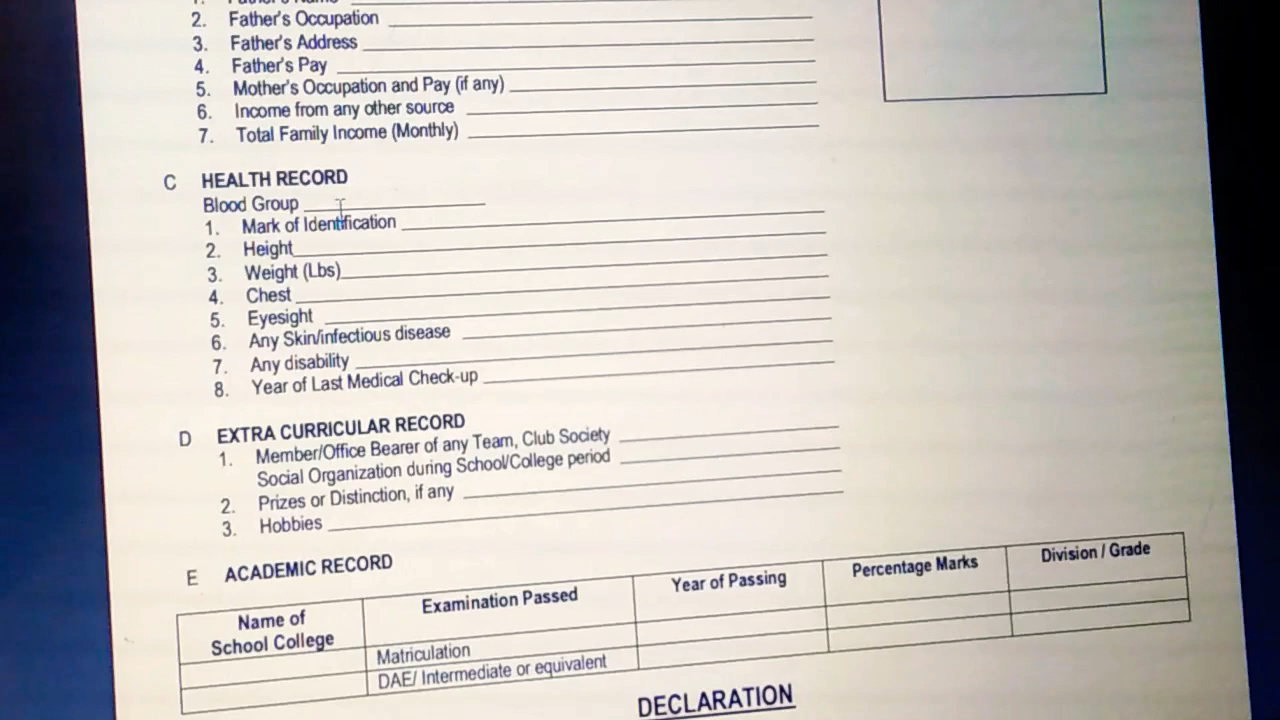 1. Father's Name
2. Father's Occupation
3. Father's Address
4. Father's Pay
5. Mother's Occupation and Pay (if any)
6. Income from any other source
7. Total Family Income (Monthly)
C HEALTH RECORD
Blood Group
1. Mark of Identification
2. Height
3. Weight (Lbs)
4. Chest
5. Eyesight
6. Any Skin/infectious disease
7. Any disability
8. Year of Last Medical Check-up
D EXTRA CURRICULAR RECORD
1. Member/Office Bearer of any Team, Club Society
Social Organization during School/College period
2. Prizes or Distinction, if any
3. Hobbies
E ACADEMIC RECORD
Name of School College
Examination Passed
Year of Passing
Percentage Marks
Division / Grade
Matriculation
DAE/ Intermediate or equivalent
DECLARATION